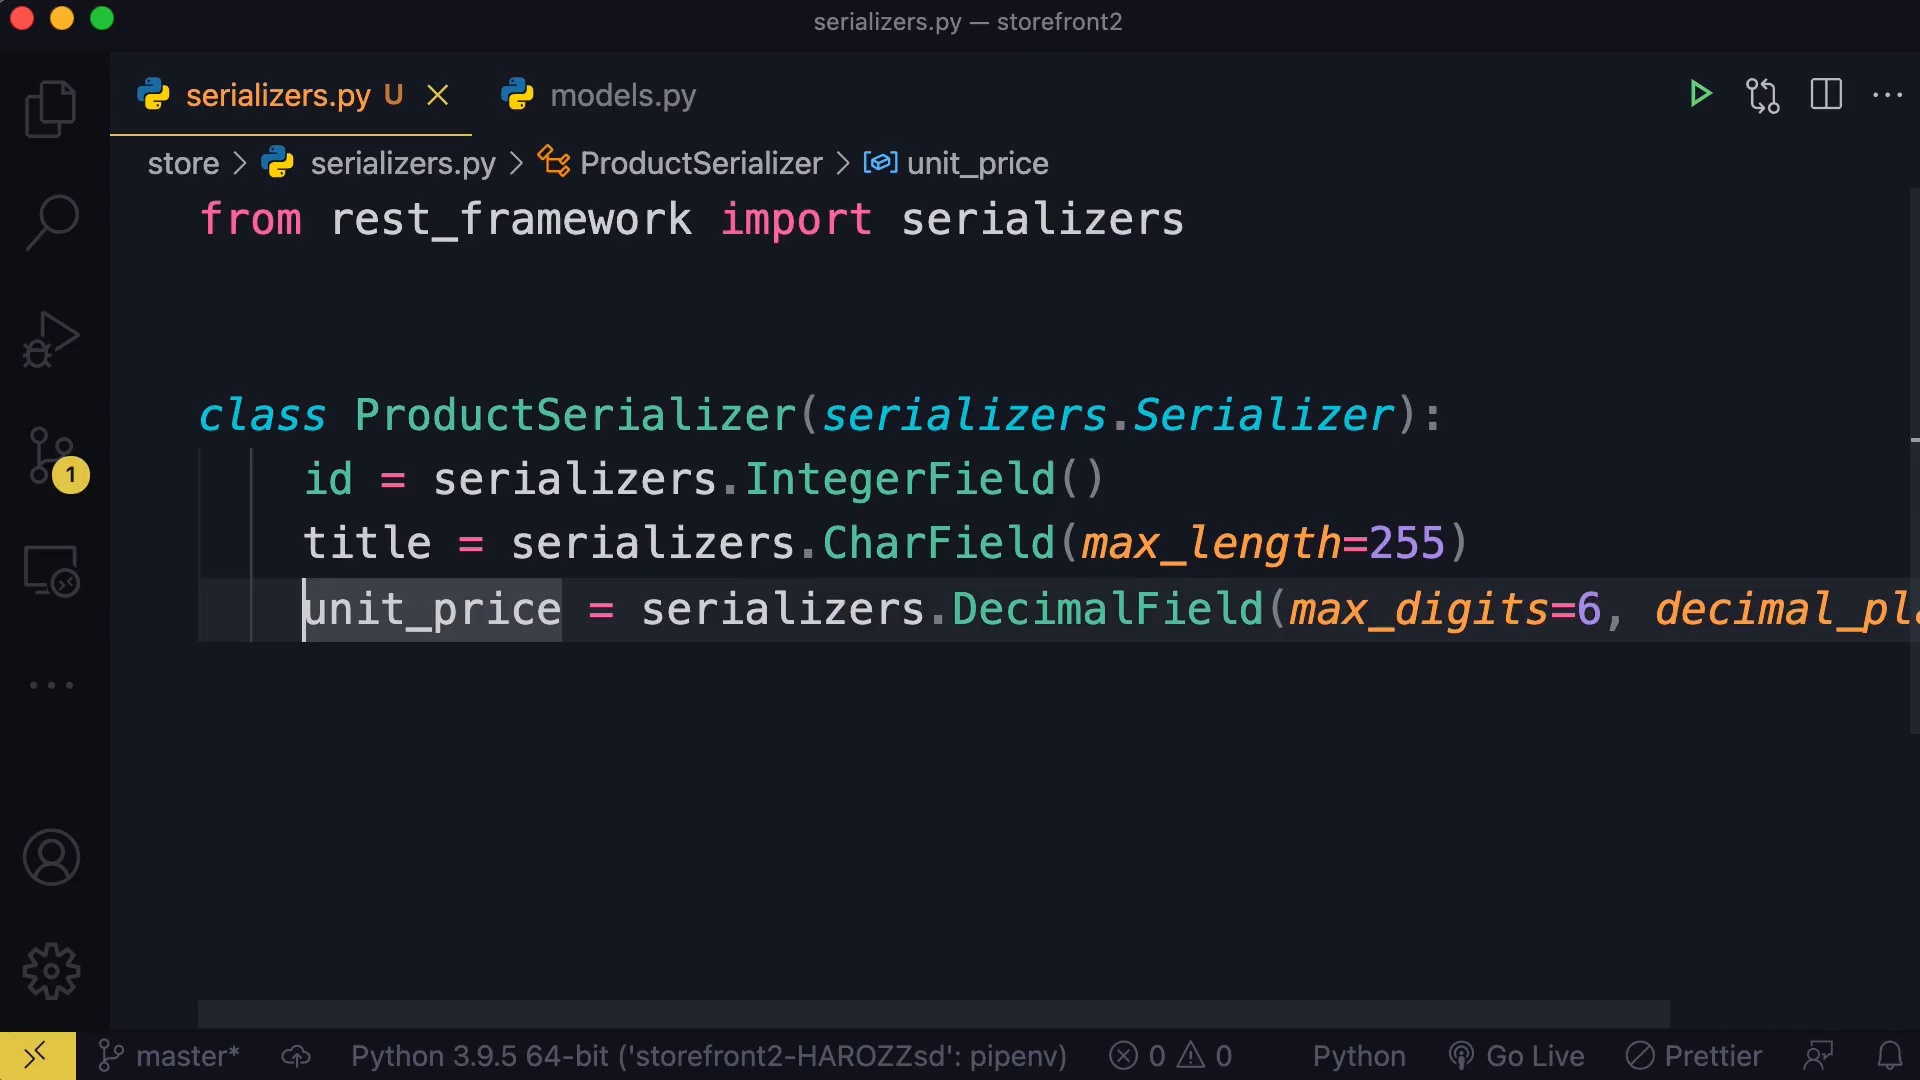 serializers.py — storefront2
serializers.py U
models.py
store > serializers.py > ProductSerializer > unit_price
from rest_framework import serializers
class ProductSerializer(serializers.Serializer):
id = serializers.IntegerField()
title = serializers.CharField(max_length=255)
unit_price = serializers.DecimalField(max_digits=6, decimal_pla
1
master* Python 3.9.5 64-bit ('storefront2-HAROZZsd': pipenv) 0 0 Python Go Live Prettier